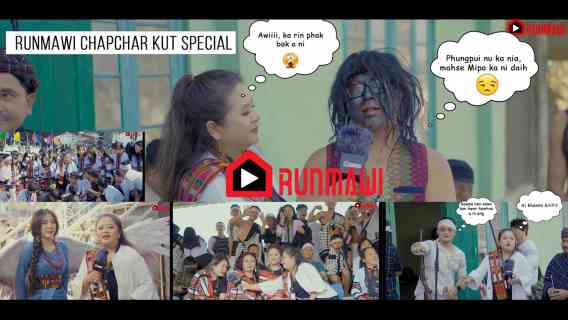 RUNMAWI CHAPCHAR KUT SPECIAL
RUNMAWI
Awiiii, ka rin phak
bak a ni
Phungpui nu ka nia,
mahse Mipa ka ni daih
RUNMAWI